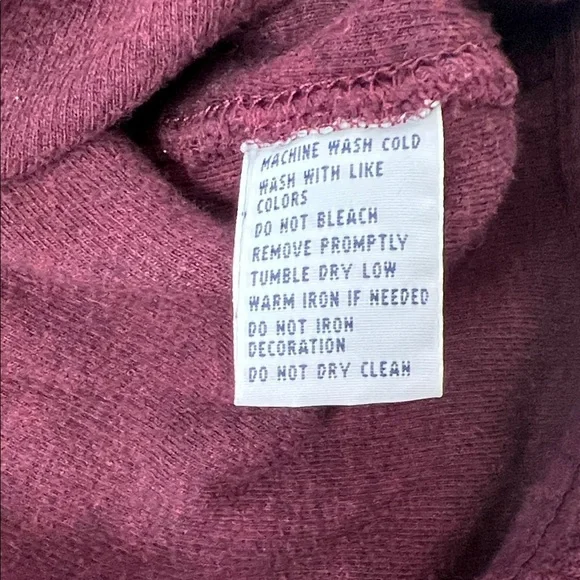 MACHINE WASH COLD
WASH WITH LIKE
COLORS
DO NOT BLEACH
REMOVE PROMPTLY
TUMBLE DRY LOW
WARM IRON IF NEEDED
DO NOT IRON
DECORATION
DO NOT DRY CLEAN